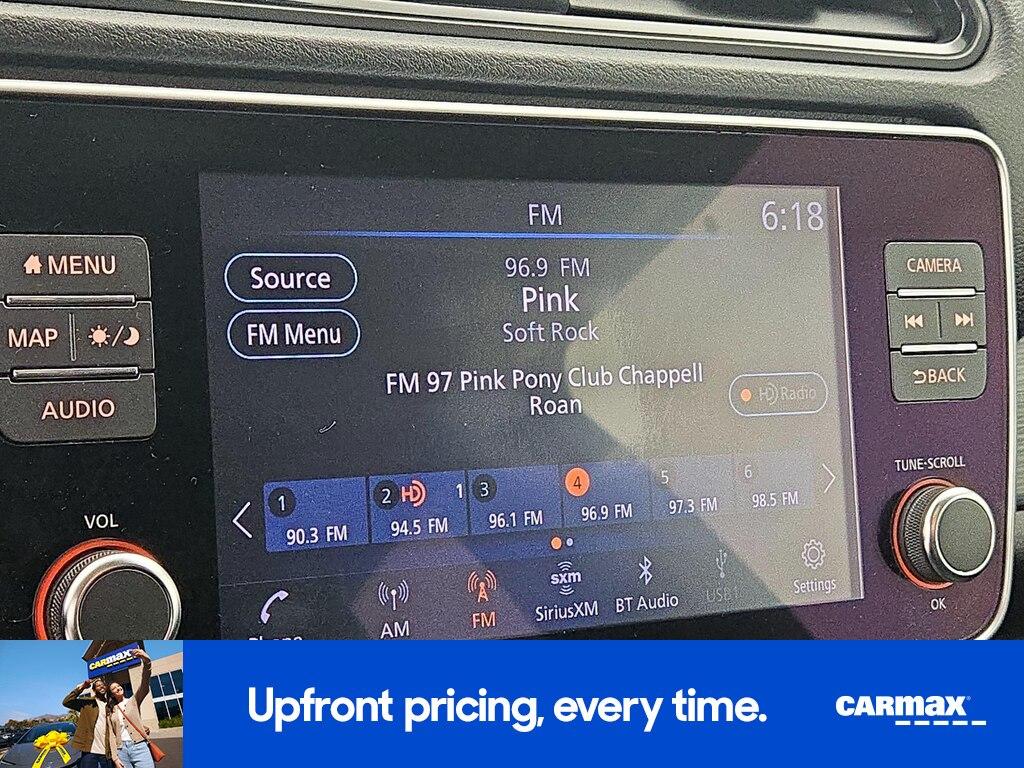 FM
6:18
MENU
MAP
AUDIO
VOL
Source
FM Menu
96.9 FM
Pink
Soft Rock
FM 97 Pink Pony Club Chappell
Roan
HD Radio
CAMERA
BACK
TUNE·SCROLL
OK
1
90.3 FM
2 HD 1
94.5 FM
3
96.1 FM
4
96.9 FM
5
97.3 FM
6
98.5 FM
Phone
AM
FM
sxm
SiriusXM
BT Audio
USB1
Settings
CARMAX
Upfront pricing, every time.
CARMAX